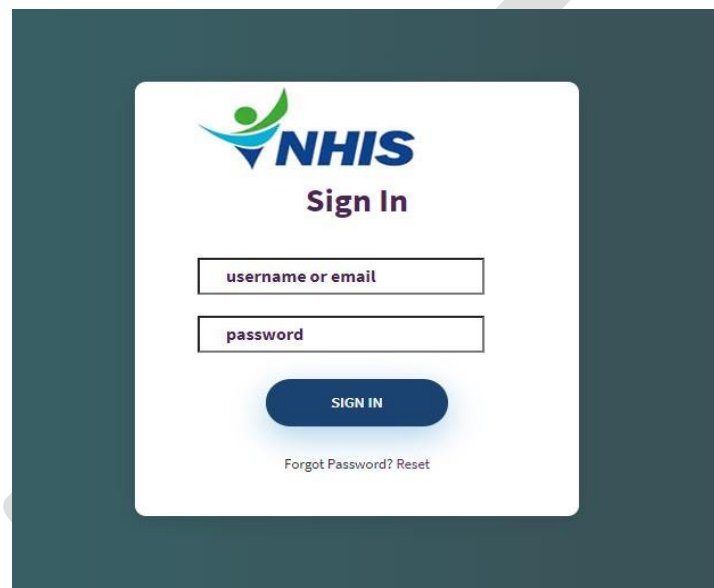 NHIS
Sign In
username or email
password
SIGN IN
Forgot Password? Reset